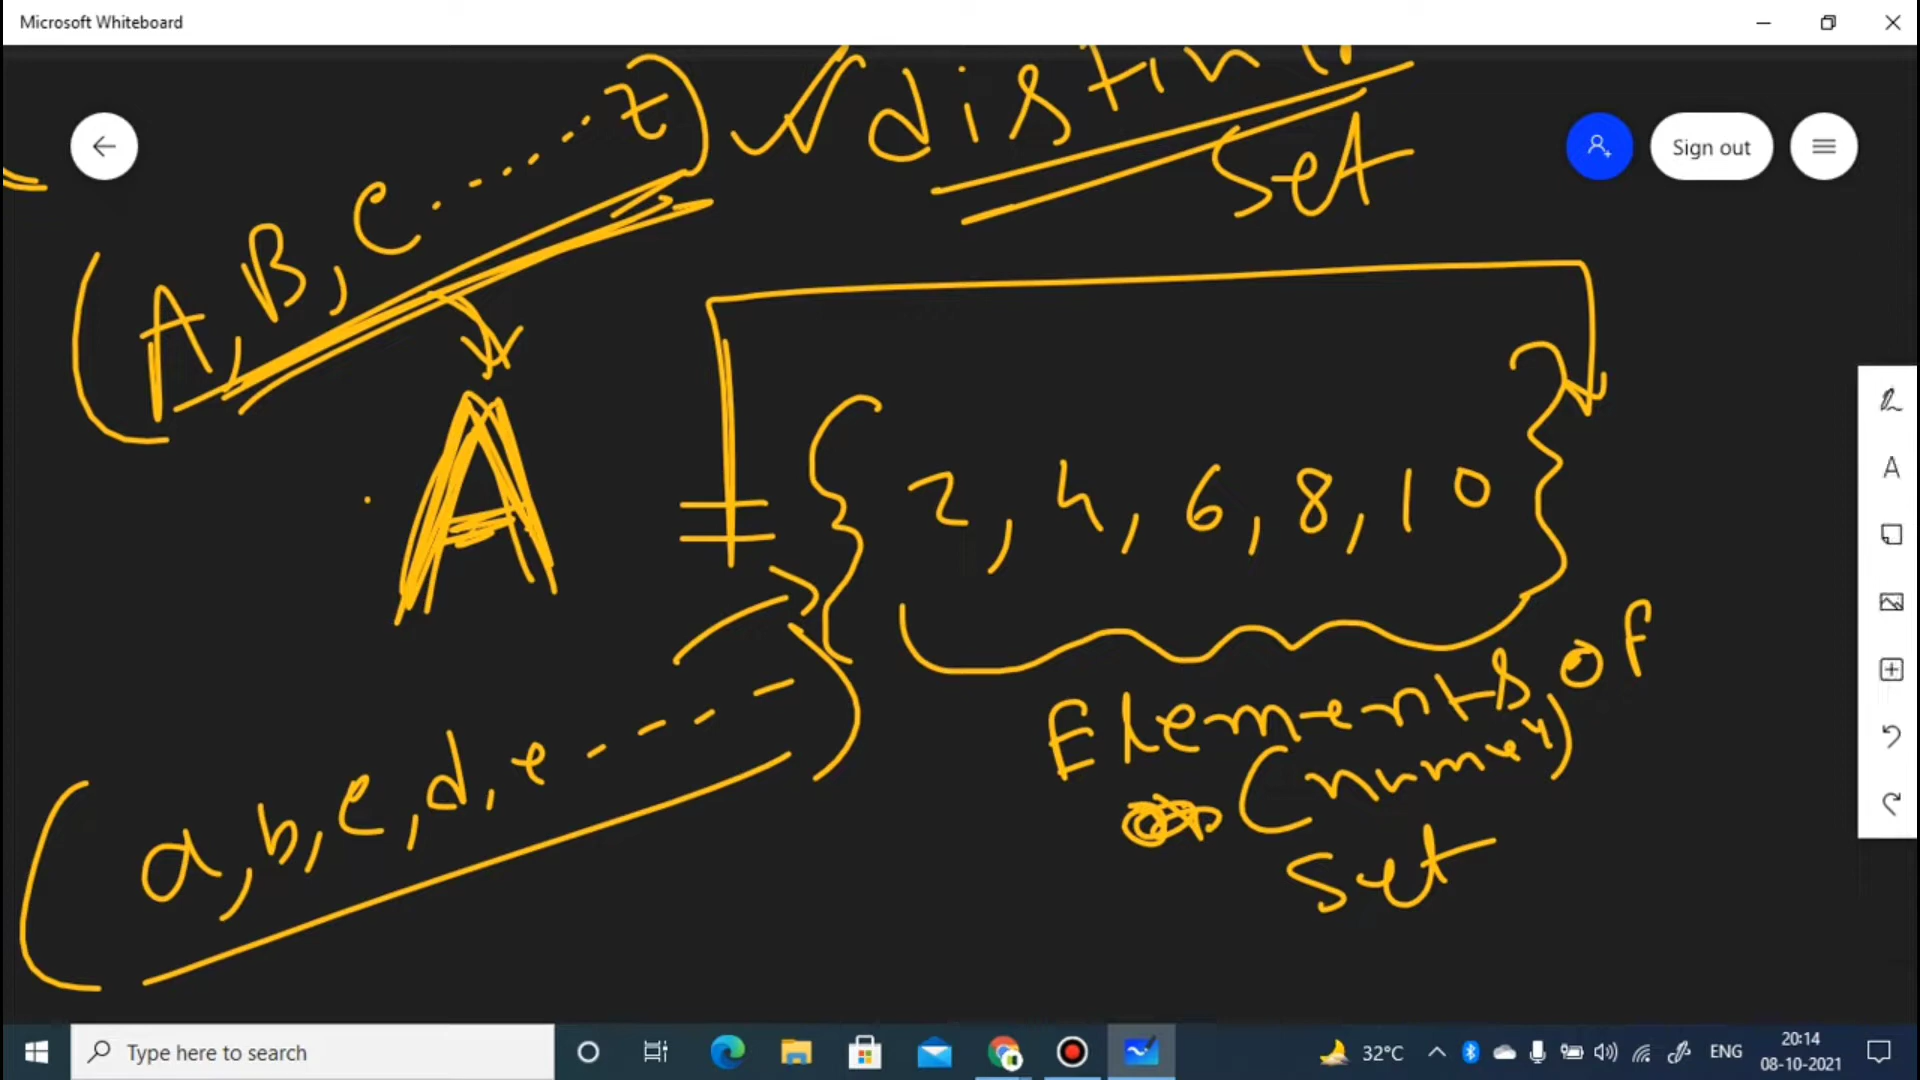 Microsoft Whiteboard
(A, B, C......Z) distin
Set
Sign out
A = {2, 4, 6, 8, 10}
Elements of
(a, b, c, d, e -----)
Set
Type here to search
32°C
ENG
20:14
08-10-2021